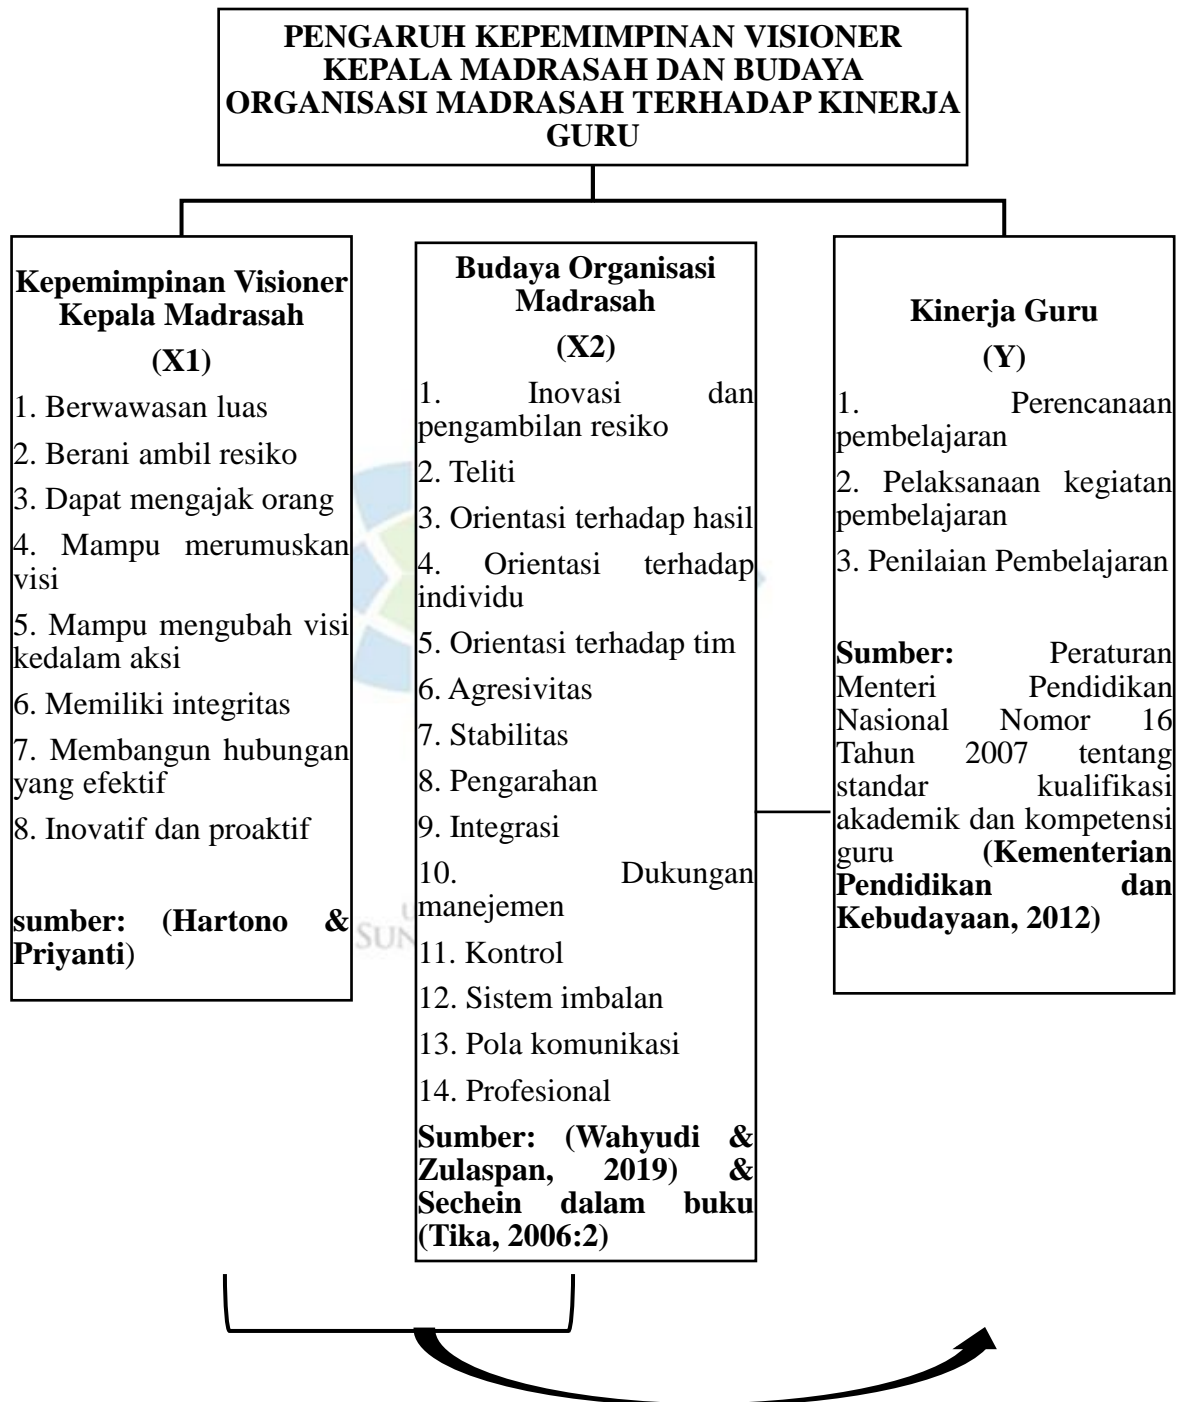 PENGARUH KEPEMIMPINAN VISIONER
KEPALA MADRASAH DAN BUDAYA
ORGANISASI MADRASAH TERHADAP KINERJA
GURU
Kepemimpinan Visioner
Kepala Madrasah
(X1)
1. Berwawasan luas
2. Berani ambil resiko
3. Dapat mengajak orang
4. Mampu merumuskan
visi
5. Mampu mengubah visi
kedalam aksi
6. Memiliki integritas
7. Membangun hubungan
yang efektif
8. Inovatif dan proaktif
sumber: (Hartono &
Priyanti)
Budaya Organisasi
Madrasah
(X2)
1. Inovasi dan
pengambilan resiko
2. Teliti
3. Orientasi terhadap hasil
4. Orientasi terhadap
individu
5. Orientasi terhadap tim
6. Agresivitas
7. Stabilitas
8. Pengarahan
9. Integrasi
10. Dukungan
manejemen
11. Kontrol
12. Sistem imbalan
13. Pola komunikasi
14. Profesional
Sumber: (Wahyudi &
Zulaspan, 2019) &
Sechein dalam buku
(Tika, 2006:2)
Kinerja Guru
(Y)
1. Perencanaan
pembelajaran
2. Pelaksanaan kegiatan
pembelajaran
3. Penilaian Pembelajaran
Sumber: Peraturan
Menteri Pendidikan
Nasional Nomor 16
Tahun 2007 tentang
standar kualifikasi
akademik dan kompetensi
guru (Kementerian
Pendidikan dan
Kebudayaan, 2012)